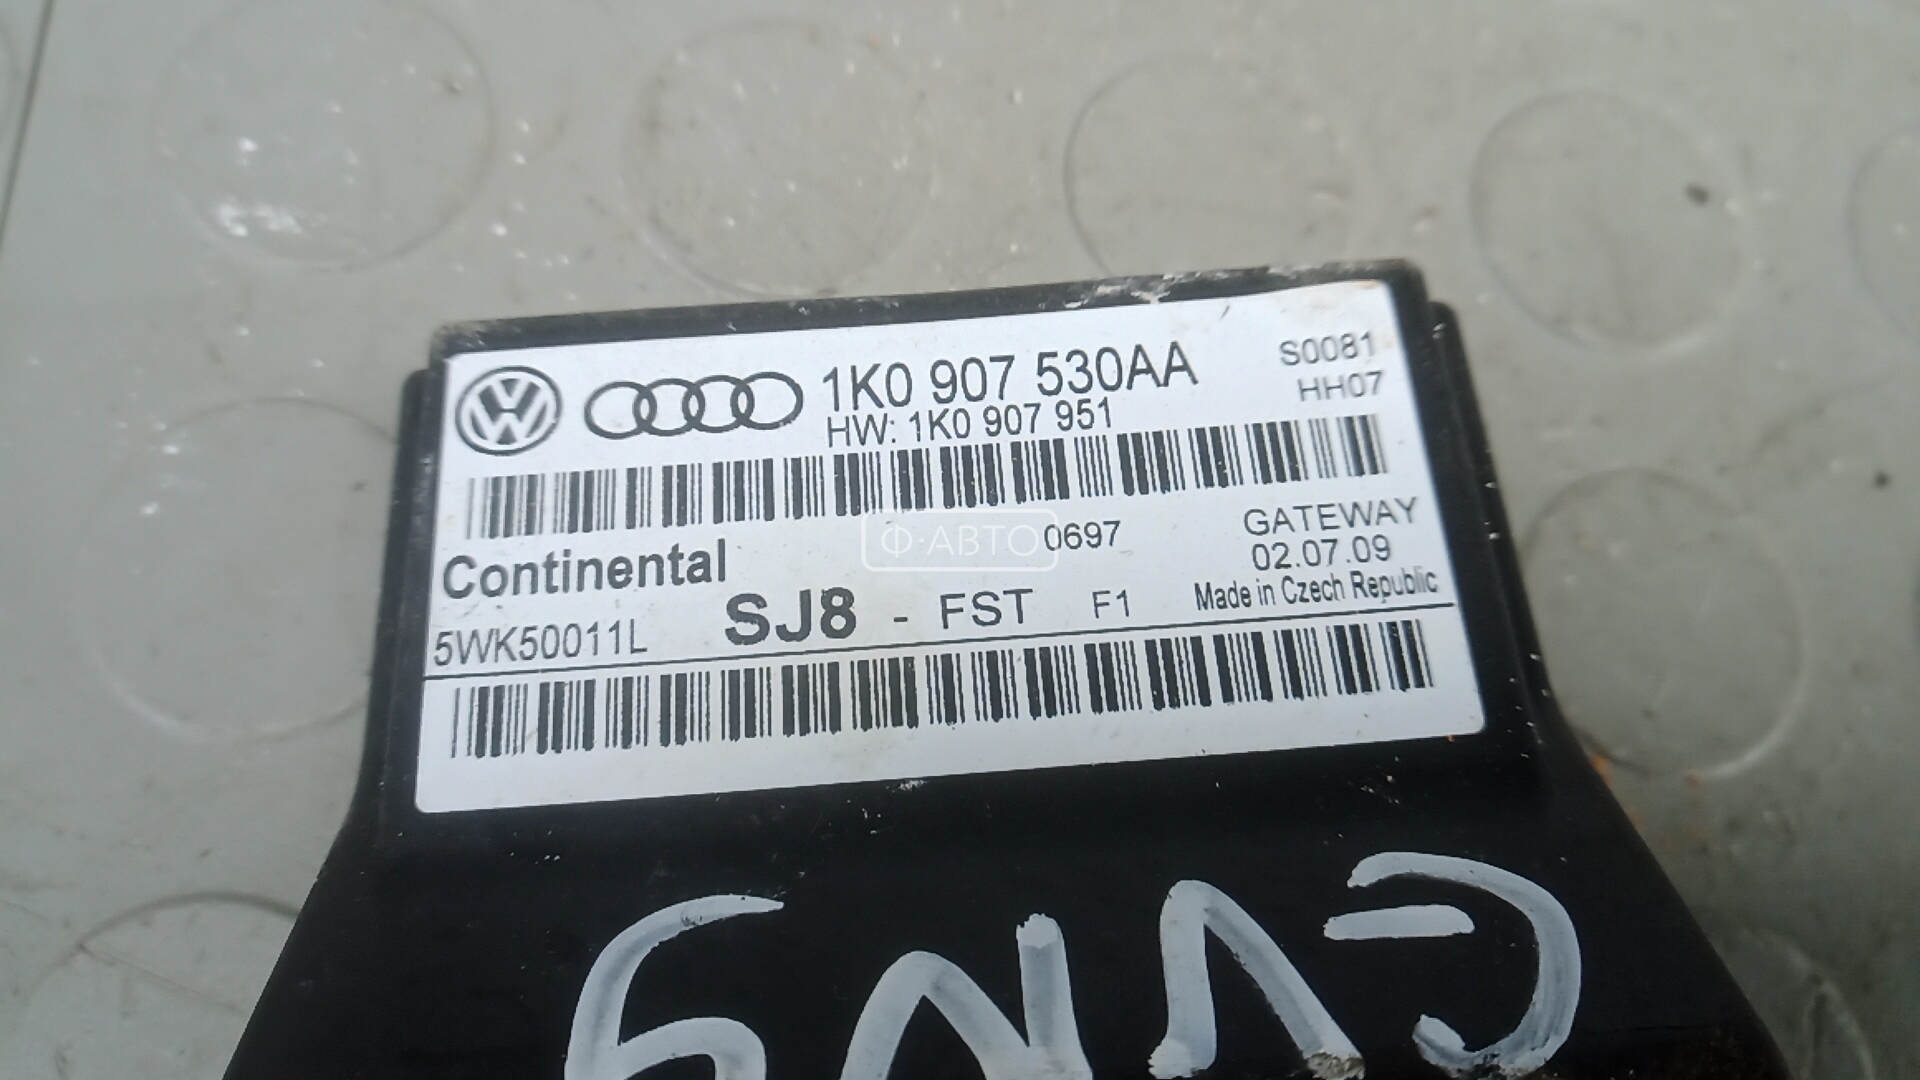 1K0 907 530AA
S0081
HW: 1K0 907 951
HH07
Continental
Ф·АВТО
0697
GATEWAY
02.07.09
5WK50011L
SJ8 - FST F1
Made in Czech Republic